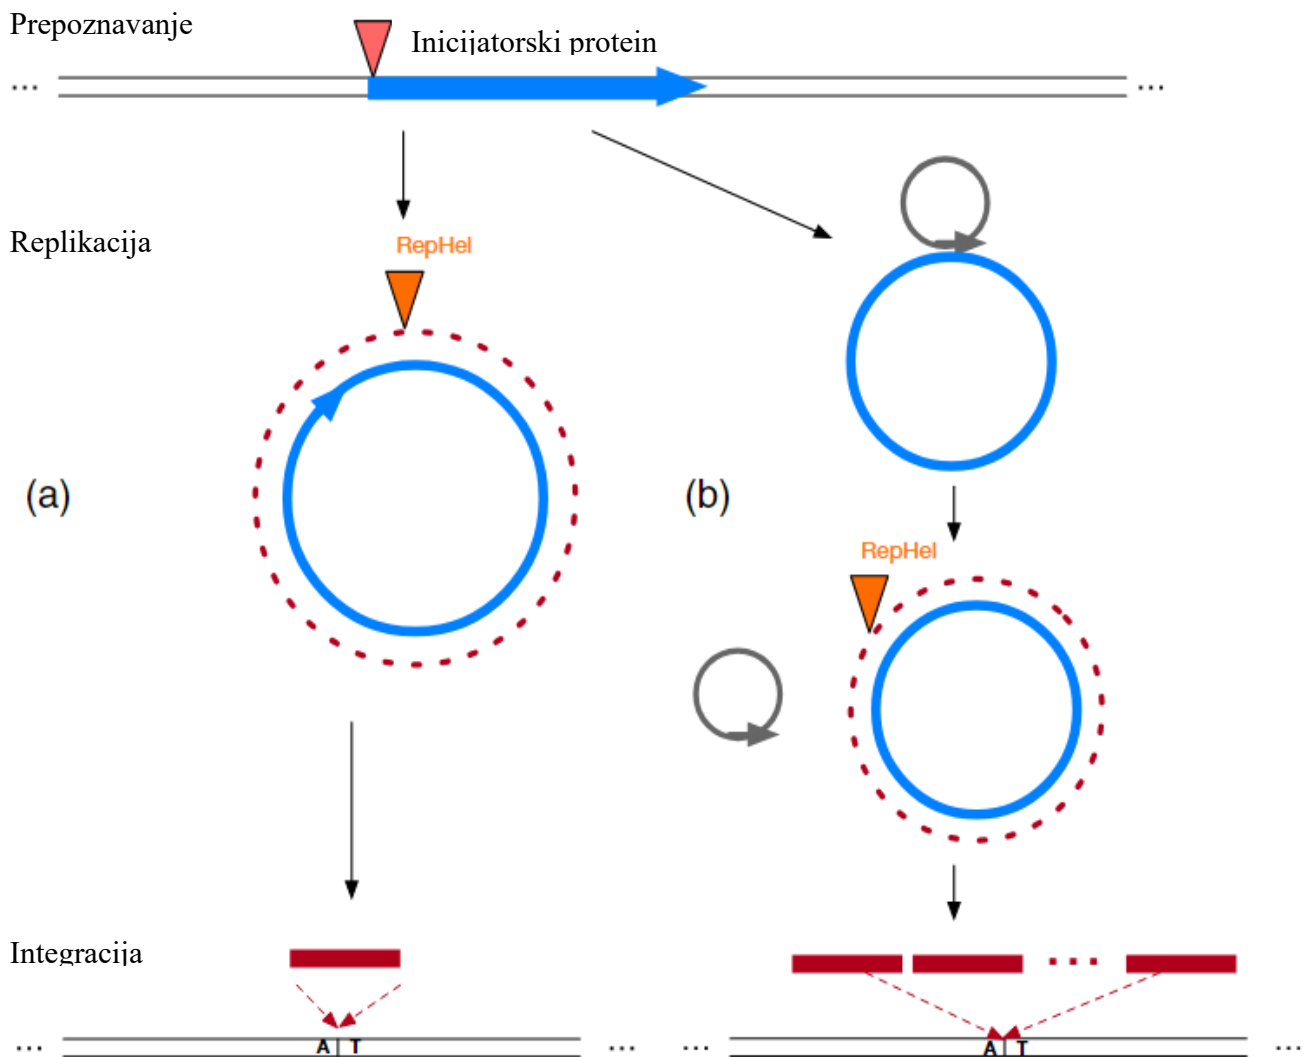 Prepoznavanje
Inicijatorski protein
... ...
Replikacija
RepHel
(a)
(b)
RepHel
Integracija
...
... A T ... ... A T ...